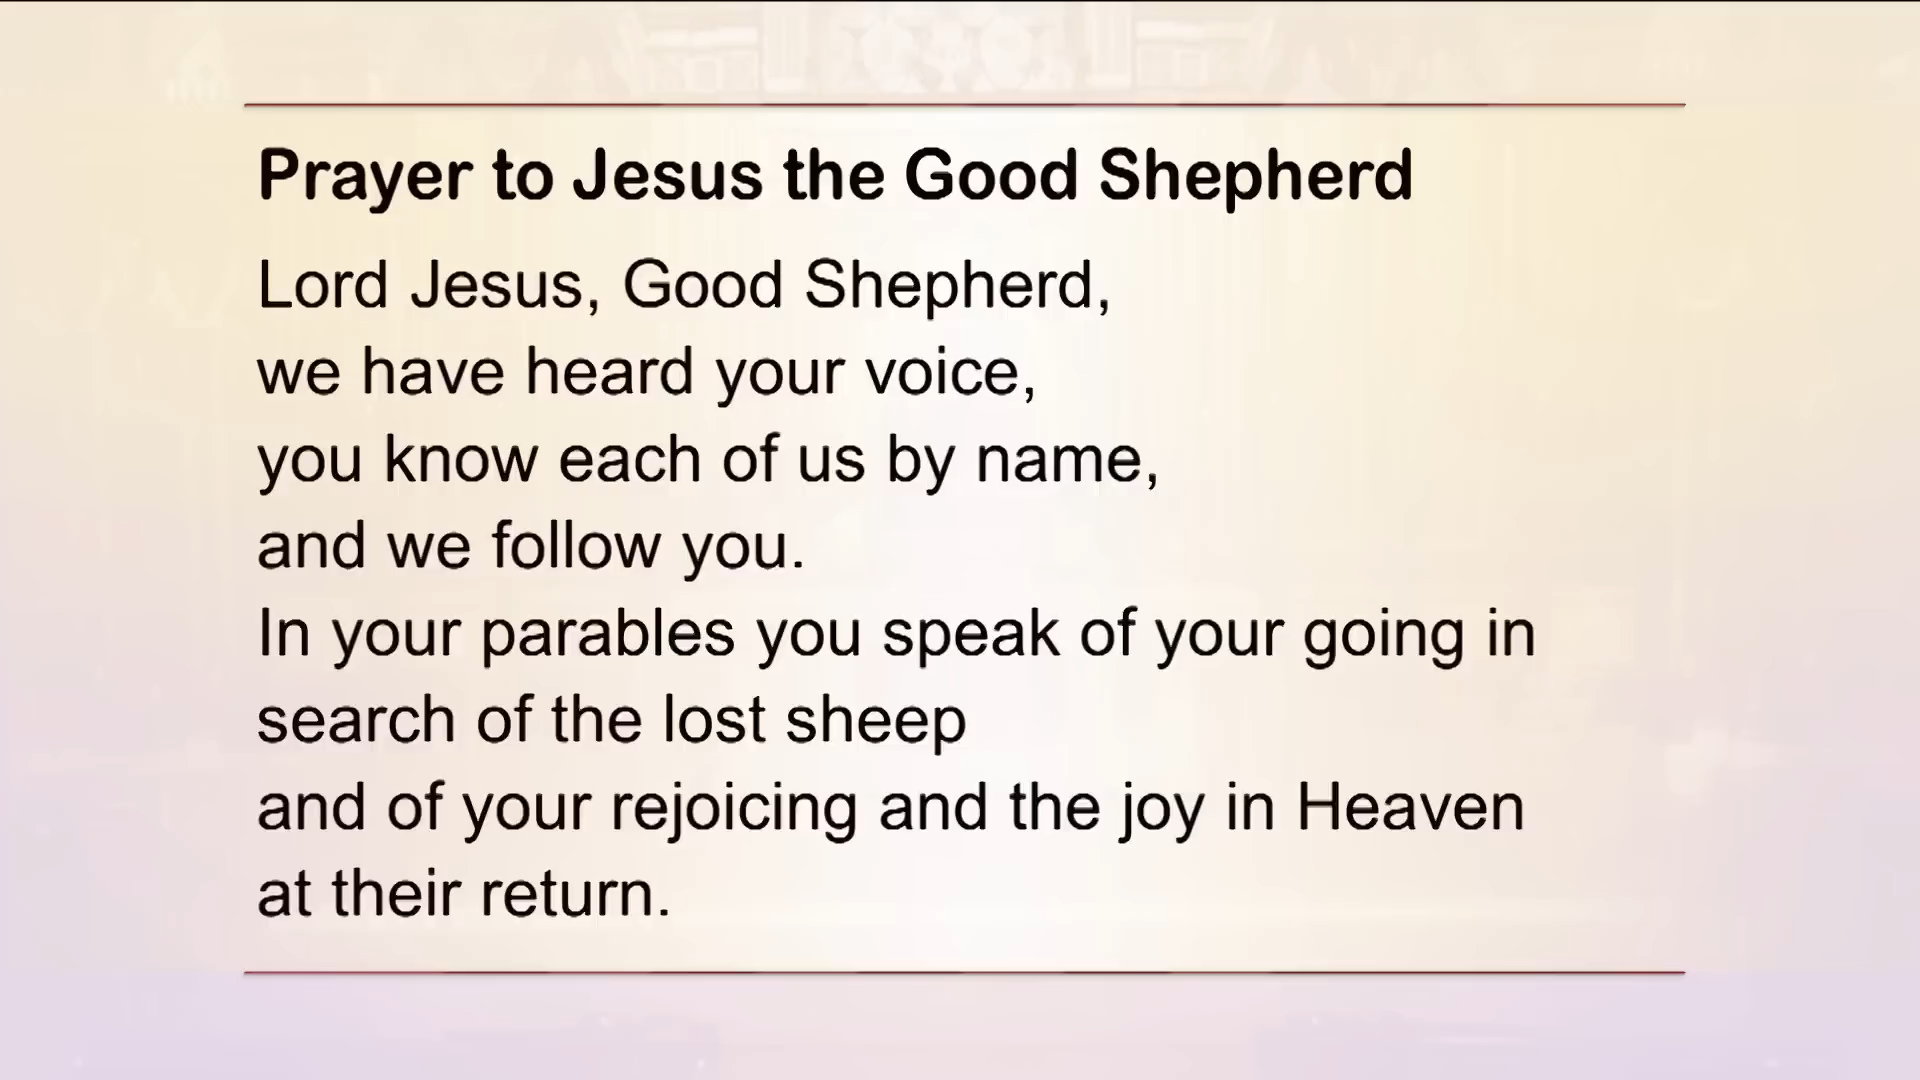 Prayer to Jesus the Good Shepherd
Lord Jesus, Good Shepherd,
we have heard your voice,
you know each of us by name,
and we follow you.
In your parables you speak of your going in
search of the lost sheep
and of your rejoicing and the joy in Heaven
at their return.